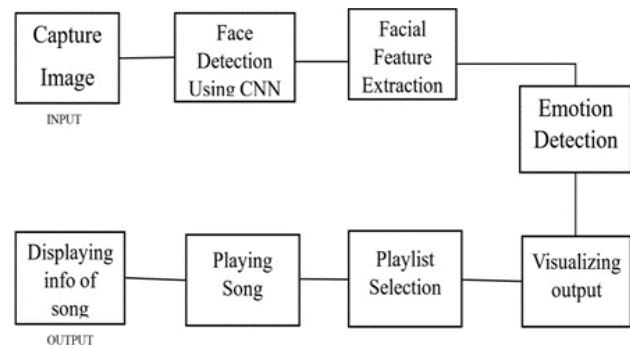 Capture
Image
INPUT
Face
Detection
Using CNN
Facial
Feature
Extraction
Emotion
Detection
Visualizing
output
Playlist
Selection
Playing
Song
Displaying
info of
song
OUTPUT